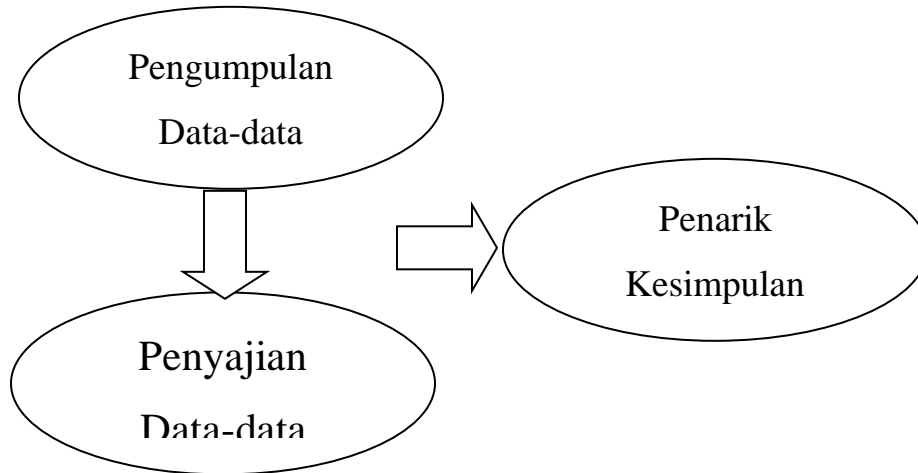 Pengumpulan
Data-data
Penarik
Kesimpulan
Penyajian
Data-data